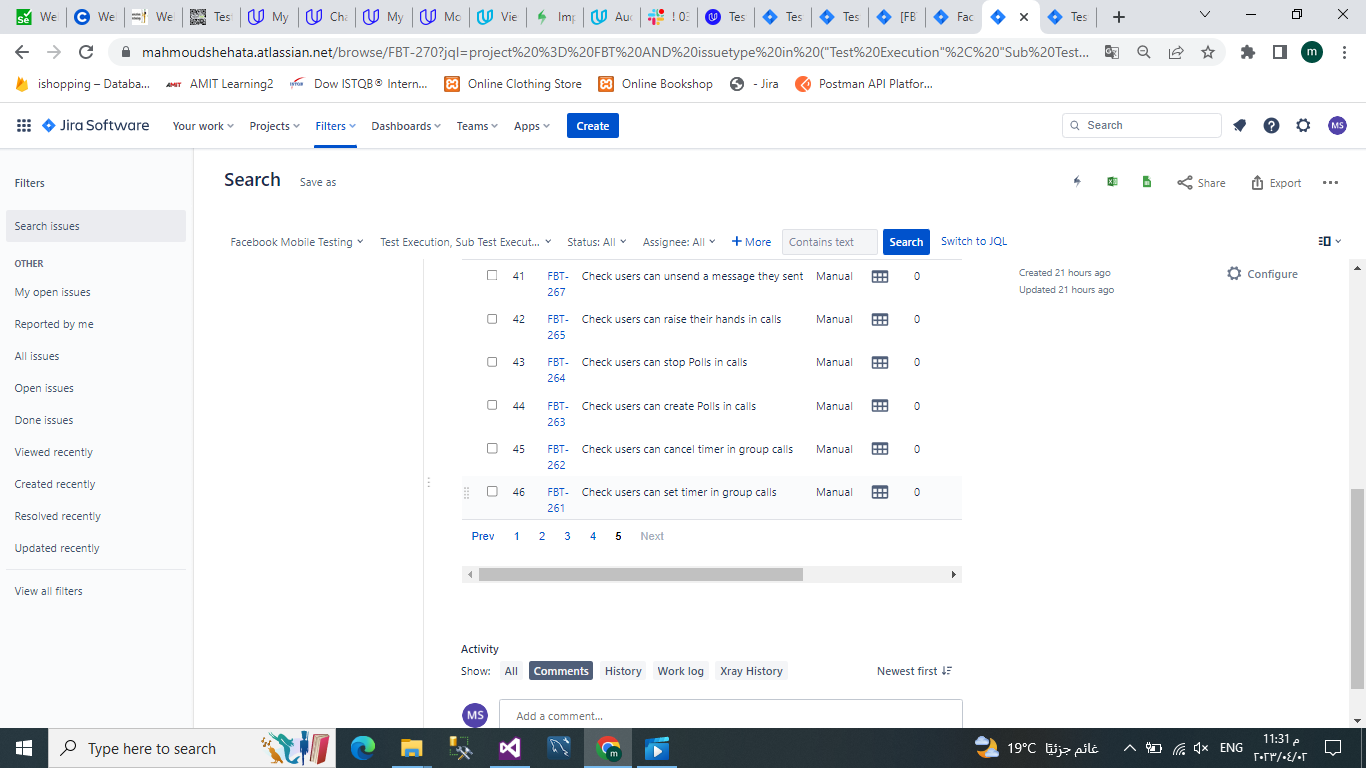 We We We Test My Cha My Mo Vie Imp Aud ! 03 Tes Tes Tes [FB Fac Tes
mahmoudshehata.atlassian.net/browse/FBT-270?jql=project%20%3D%20FBT%20AND%20issuetype%20in%20("Test%20Execution"%2C%20"Sub%20Test%20...
m
ishopping – Databa... AMIT Learning2 Dow ISTQB® Intern... Online Clothing Store Online Bookshop - Jira Postman API Platfor...
Jira Software Your work Projects Filters Dashboards Teams Apps Create Search MS
Filters
Search issues
OTHER
My open issues
Reported by me
All issues
Open issues
Done issues
Viewed recently
Created recently
Resolved recently
Updated recently
View all filters
Search Save as Share Export
Facebook Mobile Testing Test Execution, Sub Test Execut... Status: All Assignee: All + More Contains text Search Switch to JQL
41 FBT-267 Check users can unsend a message they sent Manual 0
42 FBT-265 Check users can raise their hands in calls Manual 0
43 FBT-264 Check users can stop Polls in calls Manual 0
44 FBT-263 Check users can create Polls in calls Manual 0
45 FBT-262 Check users can cancel timer in group calls Manual 0
46 FBT-261 Check users can set timer in group calls Manual 0
Prev 1 2 3 4 5 Next
Created 21 hours ago
Updated 21 hours ago
Configure
Activity
Show: All Comments History Work log Xray History Newest first
MS Add a comment...
Type here to search
19°C غائم جزئيًا
ENG
11:31 م
٢٠٢٣/٠٤/٠٢